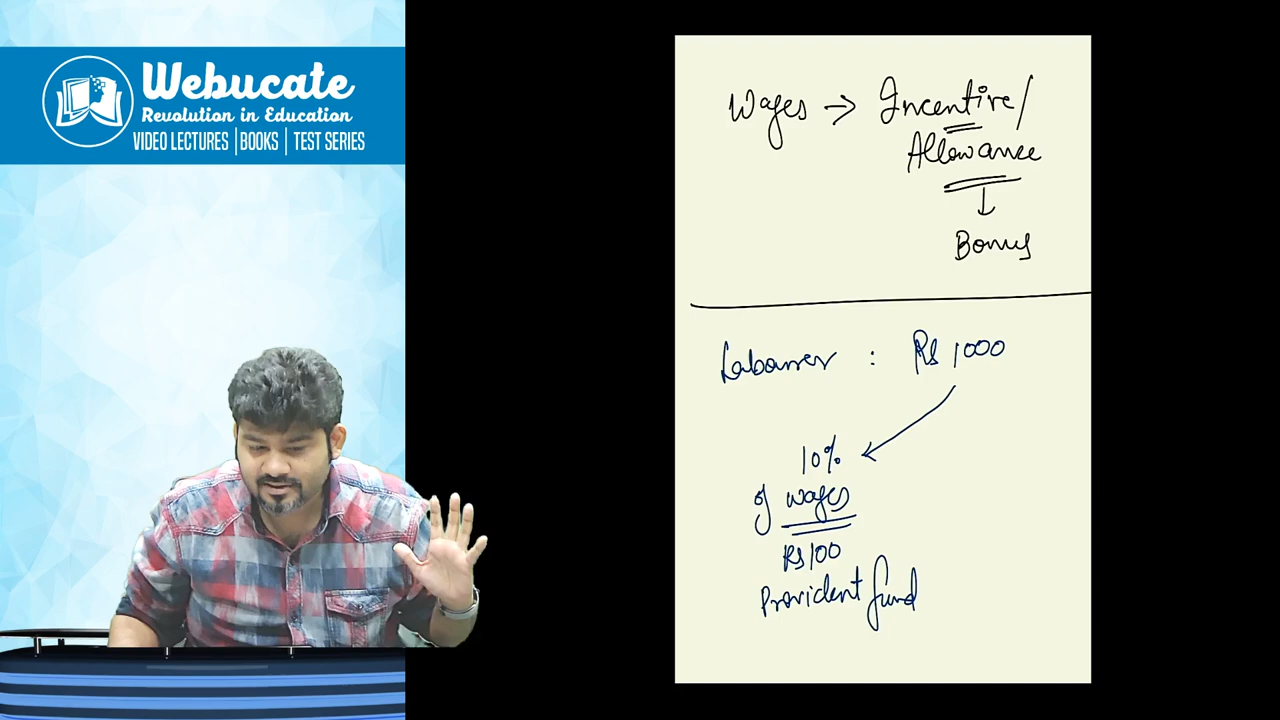 Webucate
Revolution in Education
VIDEO LECTURES | BOOKS | TEST SERIES
Wages → Incentive/
Allowance
↓
Bonus
Labourer : Rs 1000
10%
of wages
Rs 100
Provident fund